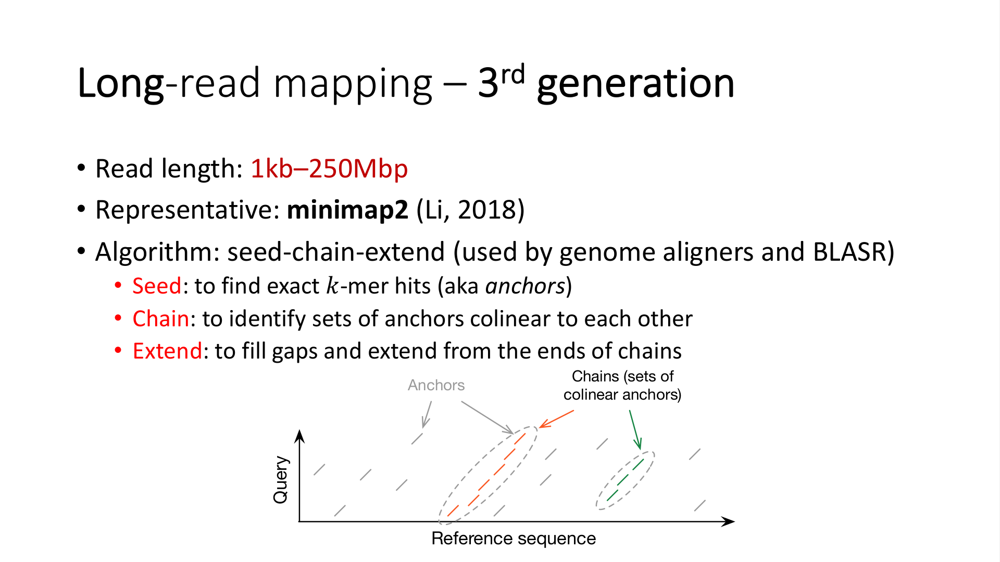 Long-read mapping – 3rd generation
• Read length: 1kb–250Mbp
• Representative: minimap2 (Li, 2018)
• Algorithm: seed-chain-extend (used by genome aligners and BLASR)
• Seed: to find exact k-mer hits (aka anchors)
• Chain: to identify sets of anchors colinear to each other
• Extend: to fill gaps and extend from the ends of chains
Anchors
Chains (sets of
colinear anchors)
Query
Reference sequence